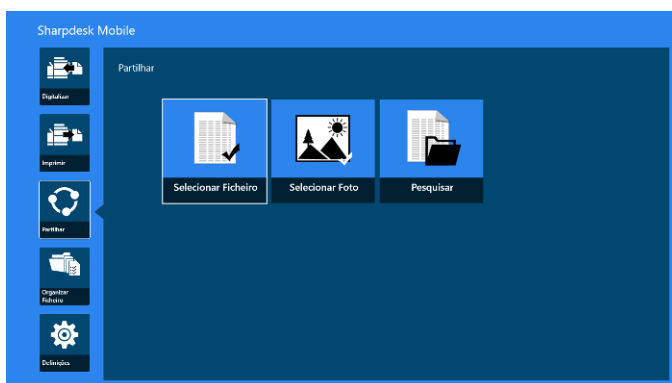 Sharpdesk Mobile
Digitalizar
Imprimir
Partilhar
Organizar
Ficheiro
Definições
Partilhar
Selecionar Ficheiro
Selecionar Foto
Pesquisar